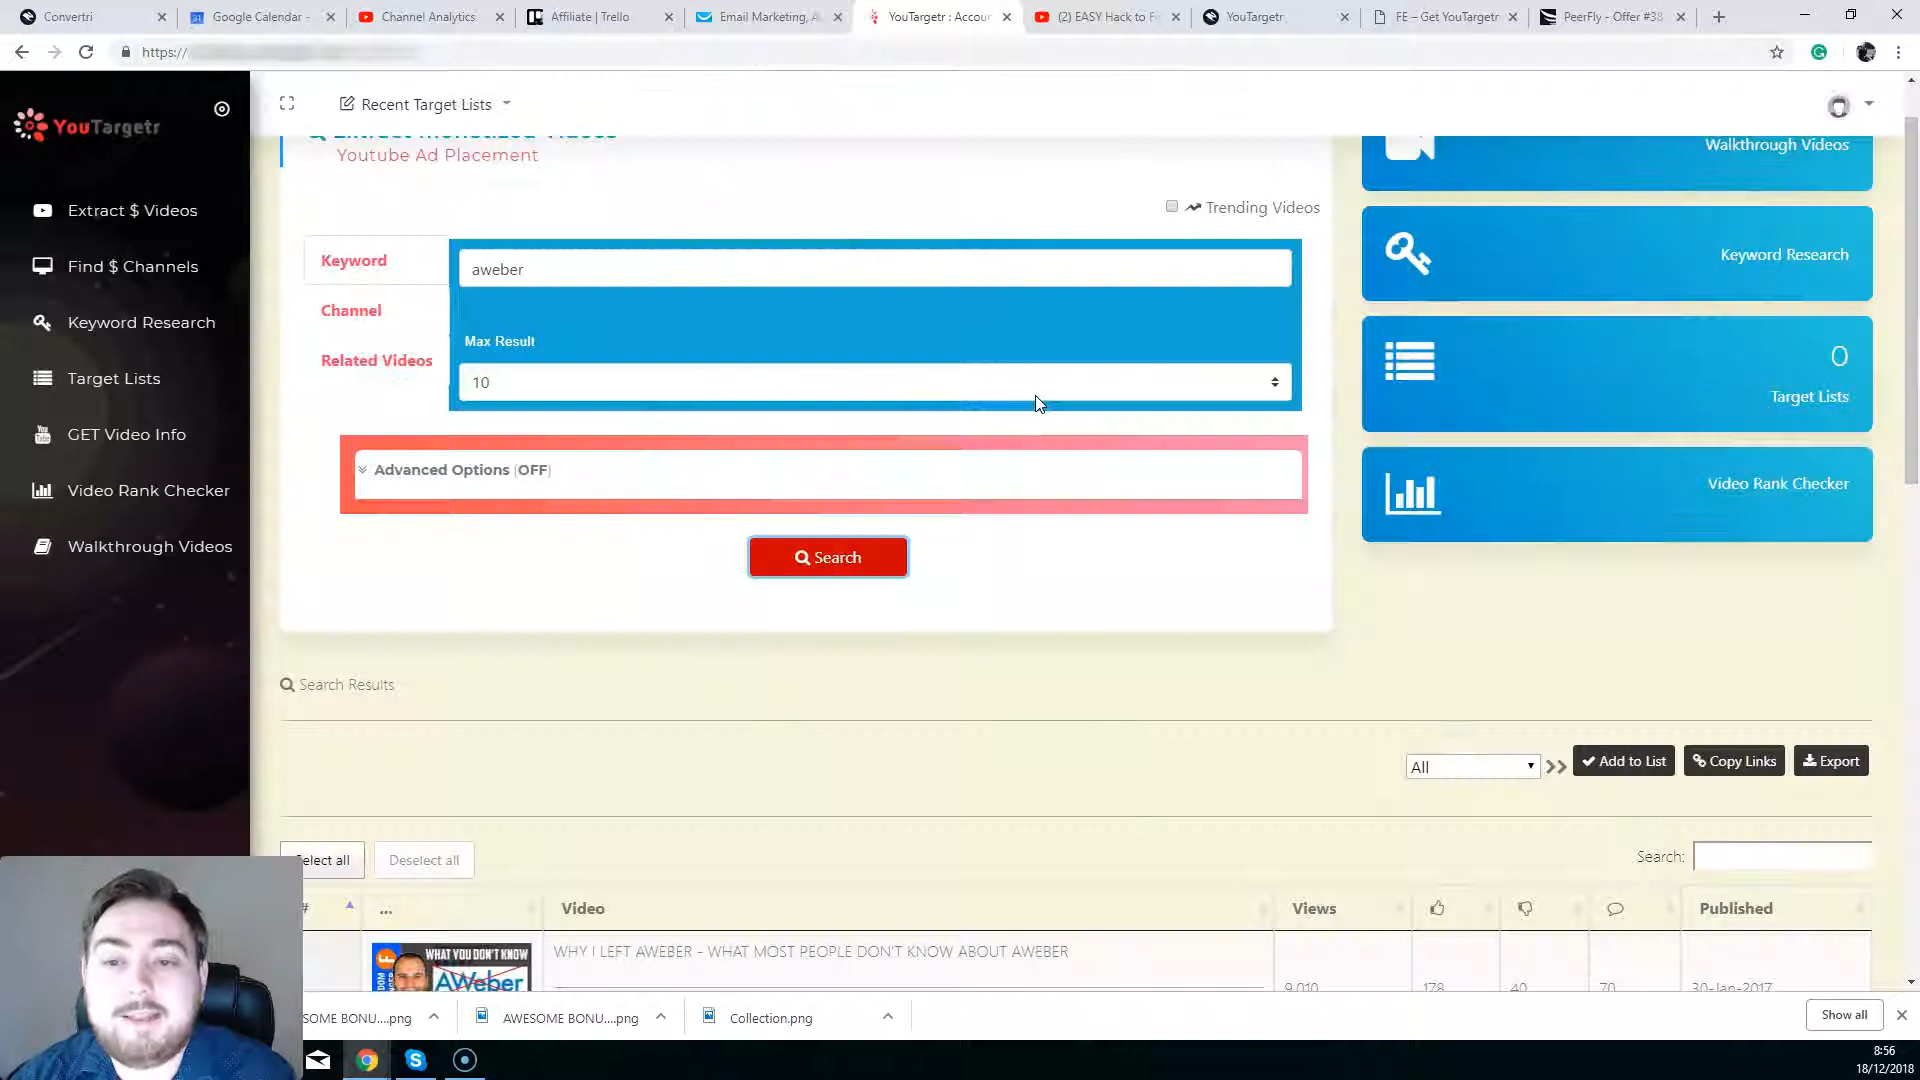 Convertri
Google Calendar -
Channel Analytics
Affiliate | Trello
Email Marketing, A
YouTargetr : Accou
(2) EASY Hack to F
YouTargetr
FE – Get YouTargetr
PeerFly - Offer #38
https://
YouTargetr
Recent Target Lists
Extract Monetized Videos
Youtube Ad Placement
Walkthrough Videos
Extract $ Videos
Find $ Channels
Keyword Research
Target Lists
GET Video Info
Video Rank Checker
Walkthrough Videos
Trending Videos
Keyword
aweber
Channel
Max Result
Related Videos
10
Keyword Research
0
Target Lists
Video Rank Checker
Advanced Options (OFF)
Search
Search Results
All
Add to List
Copy Links
Export
Select all
Deselect all
Search:
#
...
Video
Views
Published
WHAT YOU DON'T KNOW
AWeber
WHY I LEFT AWEBER - WHAT MOST PEOPLE DON'T KNOW ABOUT AWEBER
9,010
178
40
70
30-Jan-2017
SOME BONU....png
AWESOME BONU....png
Collection.png
Show all
8:56
18/12/2018